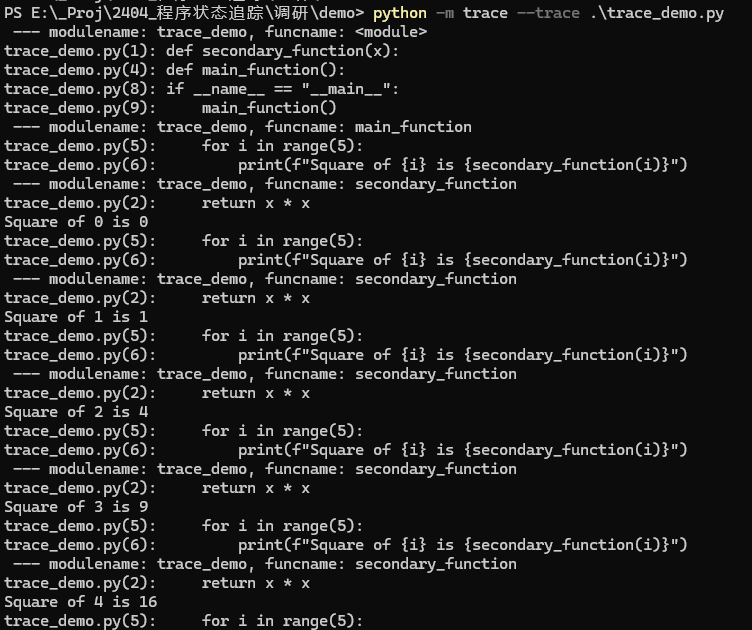 PS E:\_Proj\2404_程序状态追踪\调研\demo> python -m trace --trace .\trace_demo.py
 --- modulename: trace_demo, funcname: <module>
trace_demo.py(1): def secondary_function(x):
trace_demo.py(4): def main_function():
trace_demo.py(8): if __name__ == "__main__":
trace_demo.py(9):     main_function()
 --- modulename: trace_demo, funcname: main_function
trace_demo.py(5):     for i in range(5):
trace_demo.py(6):         print(f"Square of {i} is {secondary_function(i)}")
 --- modulename: trace_demo, funcname: secondary_function
trace_demo.py(2):     return x * x
Square of 0 is 0
trace_demo.py(5):     for i in range(5):
trace_demo.py(6):         print(f"Square of {i} is {secondary_function(i)}")
 --- modulename: trace_demo, funcname: secondary_function
trace_demo.py(2):     return x * x
Square of 1 is 1
trace_demo.py(5):     for i in range(5):
trace_demo.py(6):         print(f"Square of {i} is {secondary_function(i)}")
 --- modulename: trace_demo, funcname: secondary_function
trace_demo.py(2):     return x * x
Square of 2 is 4
trace_demo.py(5):     for i in range(5):
trace_demo.py(6):         print(f"Square of {i} is {secondary_function(i)}")
 --- modulename: trace_demo, funcname: secondary_function
trace_demo.py(2):     return x * x
Square of 3 is 9
trace_demo.py(5):     for i in range(5):
trace_demo.py(6):         print(f"Square of {i} is {secondary_function(i)}")
 --- modulename: trace_demo, funcname: secondary_function
trace_demo.py(2):     return x * x
Square of 4 is 16
trace_demo.py(5):     for i in range(5):